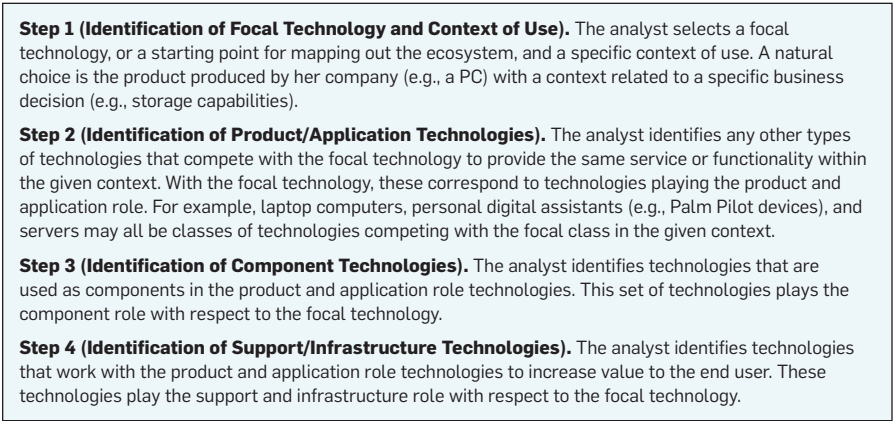 Step 1 (Identification of Focal Technology and Context of Use). The analyst selects a focal
technology, or a starting point for mapping out the ecosystem, and a specific context of use. A natural
choice is the product produced by her company (e.g., a PC) with a context related to a specific business
decision (e.g., storage capabilities).
Step 2 (Identification of Product/Application Technologies). The analyst identifies any other types
of technologies that compete with the focal technology to provide the same service or functionality within
the given context. With the focal technology, these correspond to technologies playing the product and
application role. For example, laptop computers, personal digital assistants (e.g., Palm Pilot devices), and
servers may all be classes of technologies competing with the focal class in the given context.
Step 3 (Identification of Component Technologies). The analyst identifies technologies that are
used as components in the product and application role technologies. This set of technologies plays the
component role with respect to the focal technology.
Step 4 (Identification of Support/Infrastructure Technologies). The analyst identifies technologies
that work with the product and application role technologies to increase value to the end user. These
technologies play the support and infrastructure role with respect to the focal technology.